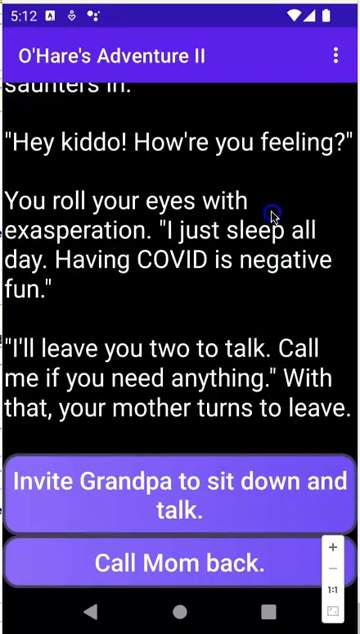 5:12
O'Hare's Adventure II
saunters in.
"Hey kiddo! How're you feeling?"
You roll your eyes with
exasperation. "I just sleep all
day. Having COVID is negative
fun."
"I'll leave you two to talk. Call
me if you need anything." With
that, your mother turns to leave.
Invite Grandpa to sit down and
talk.
Call Mom back.
1:1